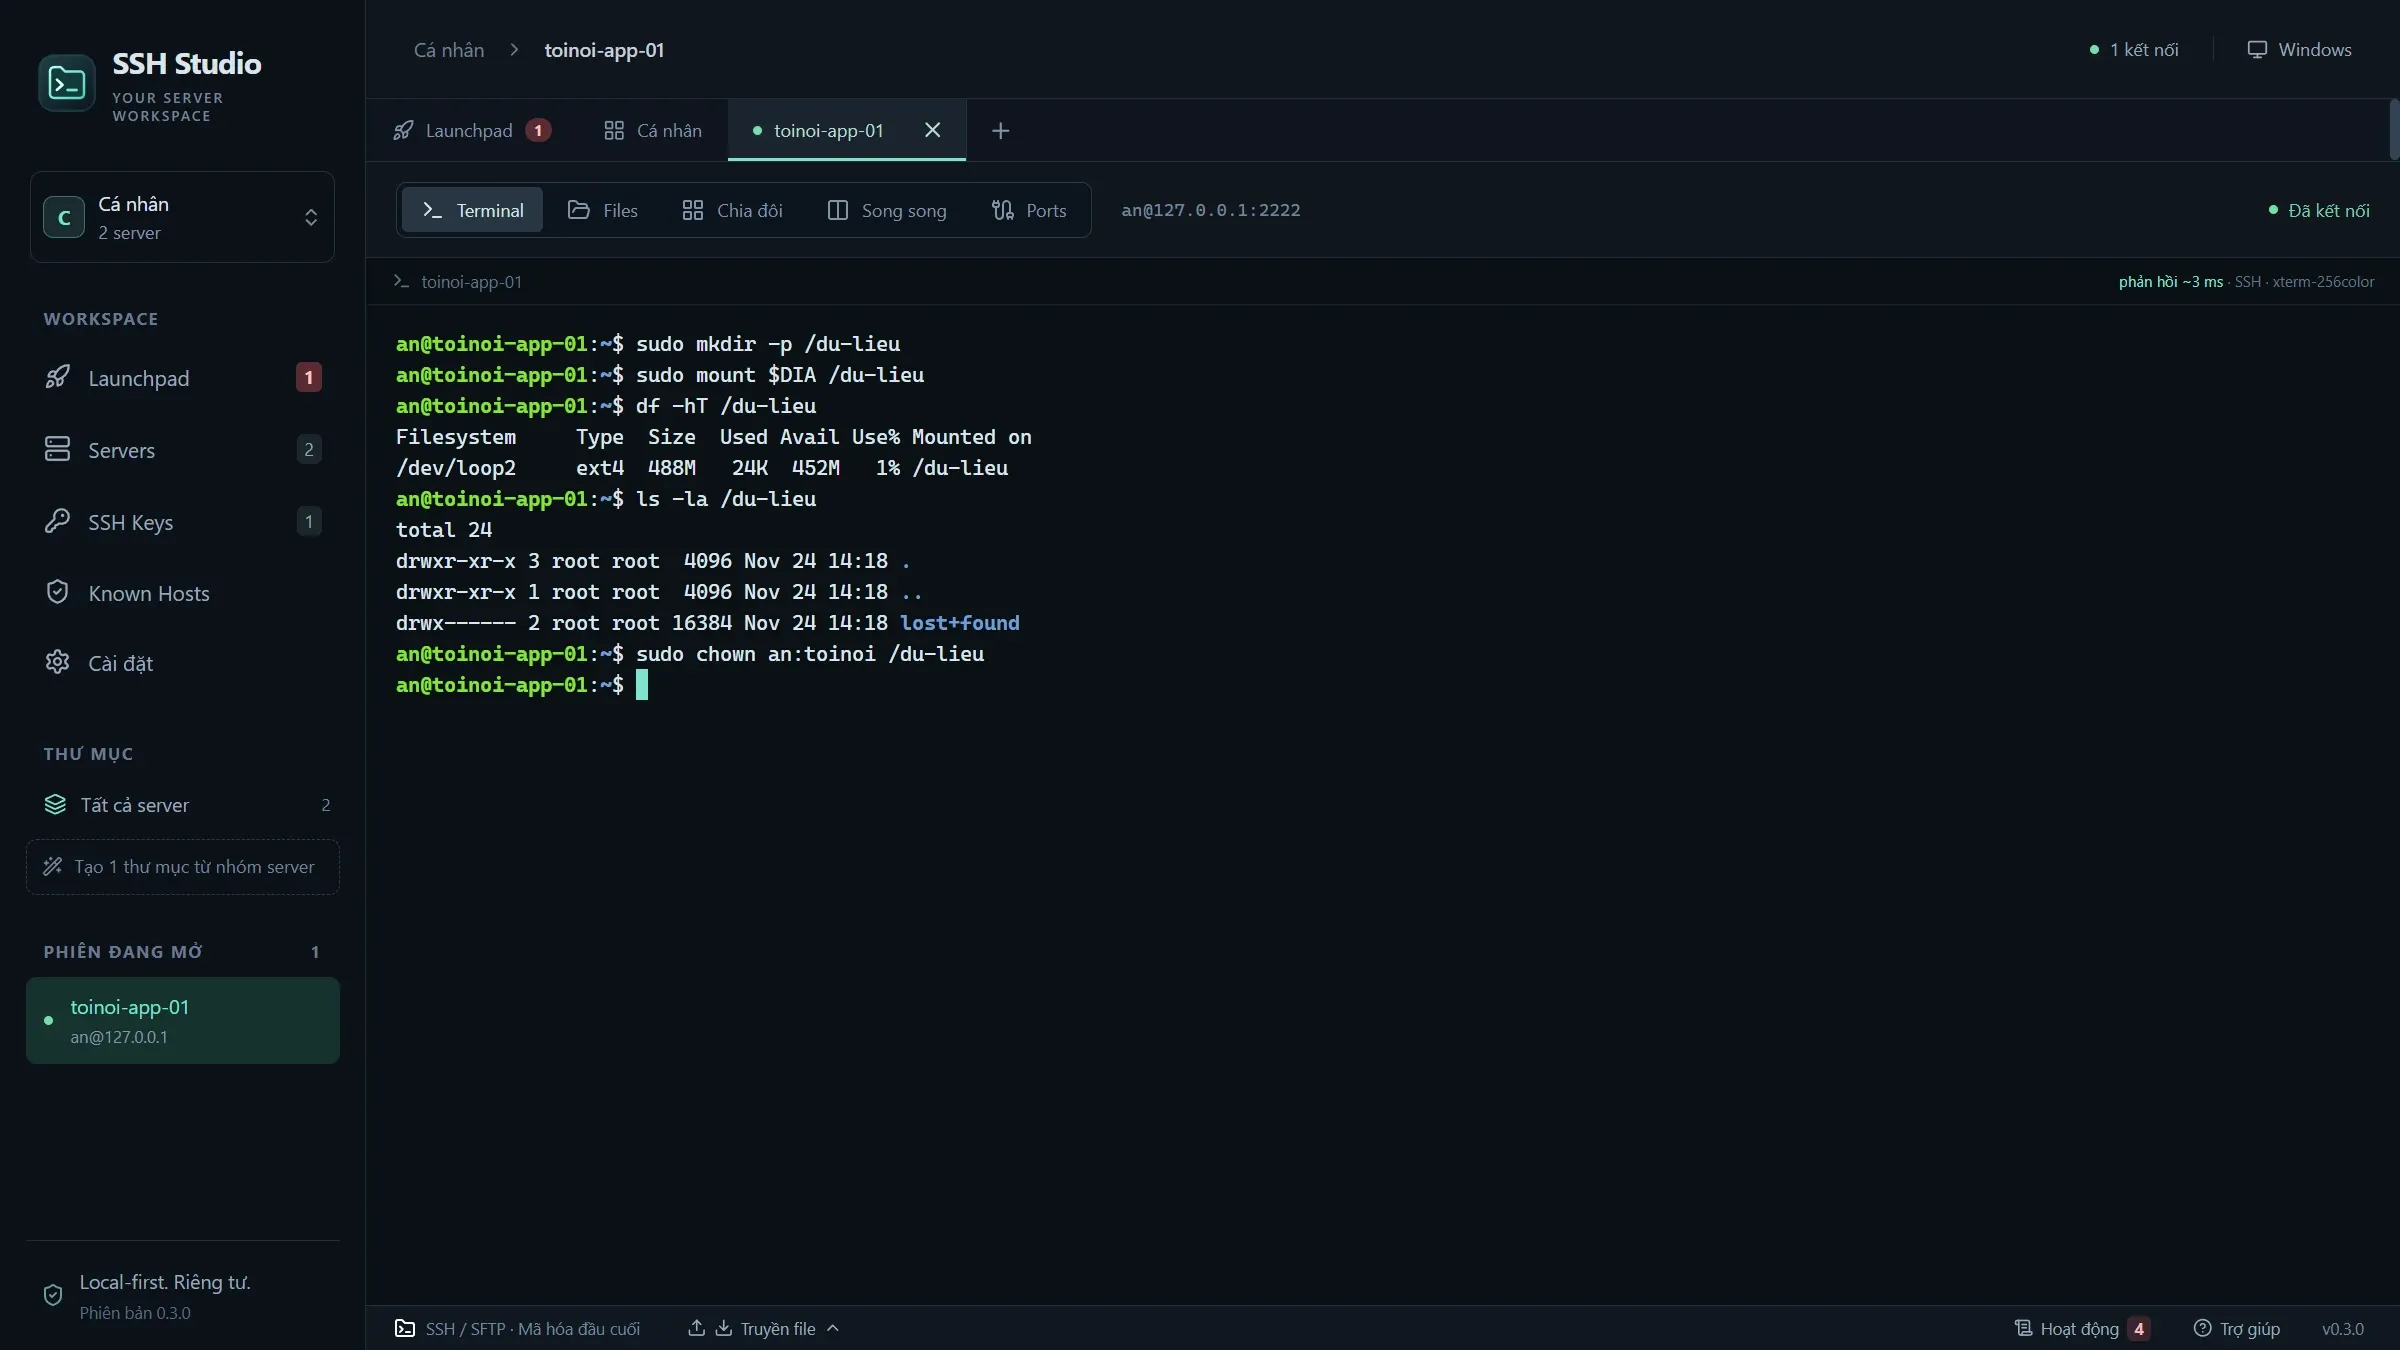 SSH Studio
YOUR SERVER
WORKSPACE
C
Cá nhân
2 server
WORKSPACE
Launchpad 1
Servers 2
SSH Keys 1
Known Hosts
Cài đặt
THƯ MỤC
Tất cả server 2
Tạo 1 thư mục từ nhóm server
PHIÊN ĐANG MỞ 1
toinoi-app-01
an@127.0.0.1
Local-first. Riêng tư.
Phiên bản 0.3.0
Cá nhân > toinoi-app-01
1 kết nối
Windows
Launchpad 1
Cá nhân
toinoi-app-01
Terminal
Files
Chia đôi
Song song
Ports
an@127.0.0.1:2222
Đã kết nối
toinoi-app-01
phản hồi ~3 ms · SSH · xterm-256color
an@toinoi-app-01:~$ sudo mkdir -p /du-lieu
an@toinoi-app-01:~$ sudo mount $DIA /du-lieu
an@toinoi-app-01:~$ df -hT /du-lieu
Filesystem     Type  Size  Used Avail Use% Mounted on
/dev/loop2     ext4  488M   24K  452M   1% /du-lieu
an@toinoi-app-01:~$ ls -la /du-lieu
total 24
drwxr-xr-x 3 root root  4096 Nov 24 14:18 .
drwxr-xr-x 1 root root  4096 Nov 24 14:18 ..
drwx------ 2 root root 16384 Nov 24 14:18 lost+found
an@toinoi-app-01:~$ sudo chown an:toinoi /du-lieu
an@toinoi-app-01:~$
SSH / SFTP · Mã hóa đầu cuối
Truyền file
Hoạt động 4
Trợ giúp
v0.3.0